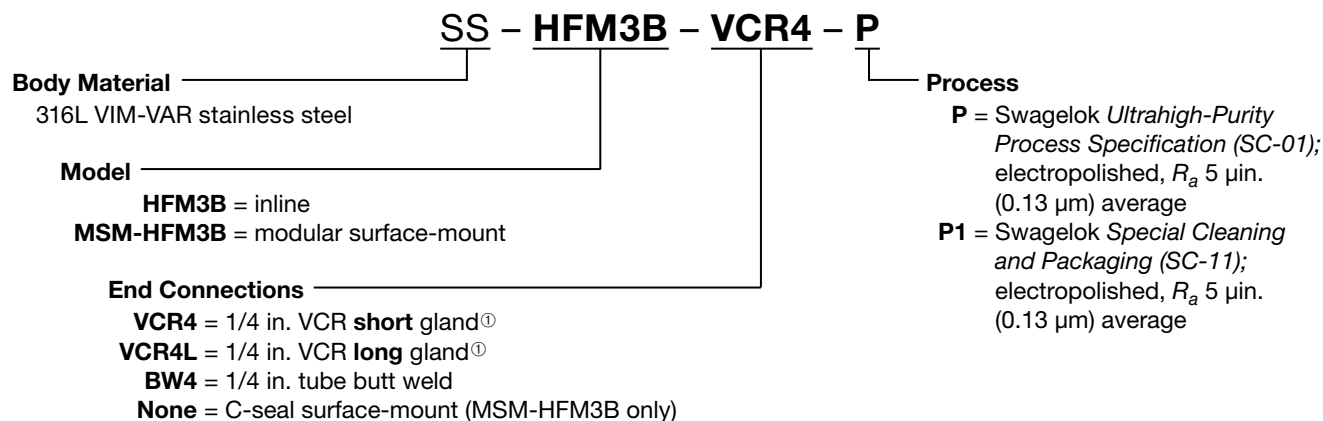 SS – HFM3B – VCR4 – P
Body Material
316L VIM-VAR stainless steel
Model
HFM3B = inline
MSM-HFM3B = modular surface-mount
End Connections
VCR4 = 1/4 in. VCR short gland①
VCR4L = 1/4 in. VCR long gland①
BW4 = 1/4 in. tube butt weld
None = C-seal surface-mount (MSM-HFM3B only)
Process
P = Swagelok Ultrahigh-Purity
Process Specification (SC-01);
electropolished, Ra 5 µin.
(0.13 µm) average
P1 = Swagelok Special Cleaning
and Packaging (SC-11);
electropolished, Ra 5 µin.
(0.13 µm) average